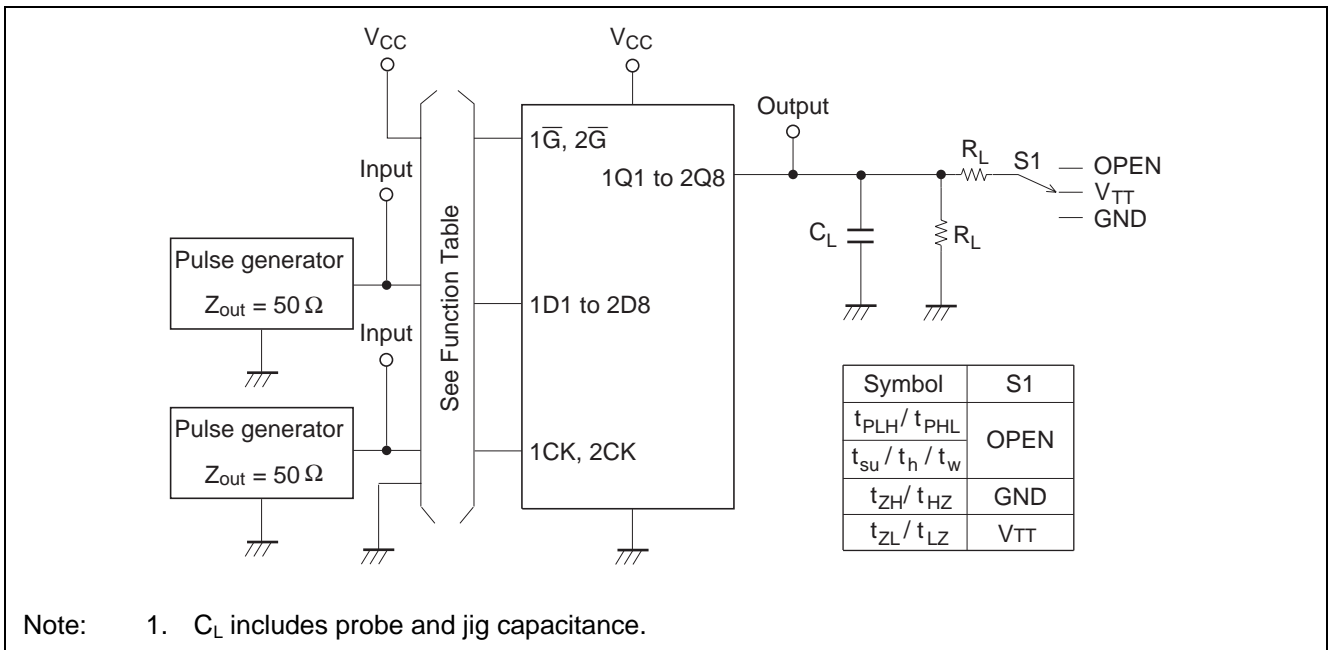 VCC
VCC
Output
1G̅, 2G̅
Input
1Q1 to 2Q8
RL
S1
OPEN
VTT
GND
CL
RL
Pulse generator
Zout = 50 Ω
See Function Table
1D1 to 2D8
Input
Symbol S1
tPLH / tPHL
OPEN
tsu / th / tw
tZH / tHZ GND
tZL / tLZ VTT
Pulse generator
Zout = 50 Ω
1CK, 2CK
Note: 1. CL includes probe and jig capacitance.